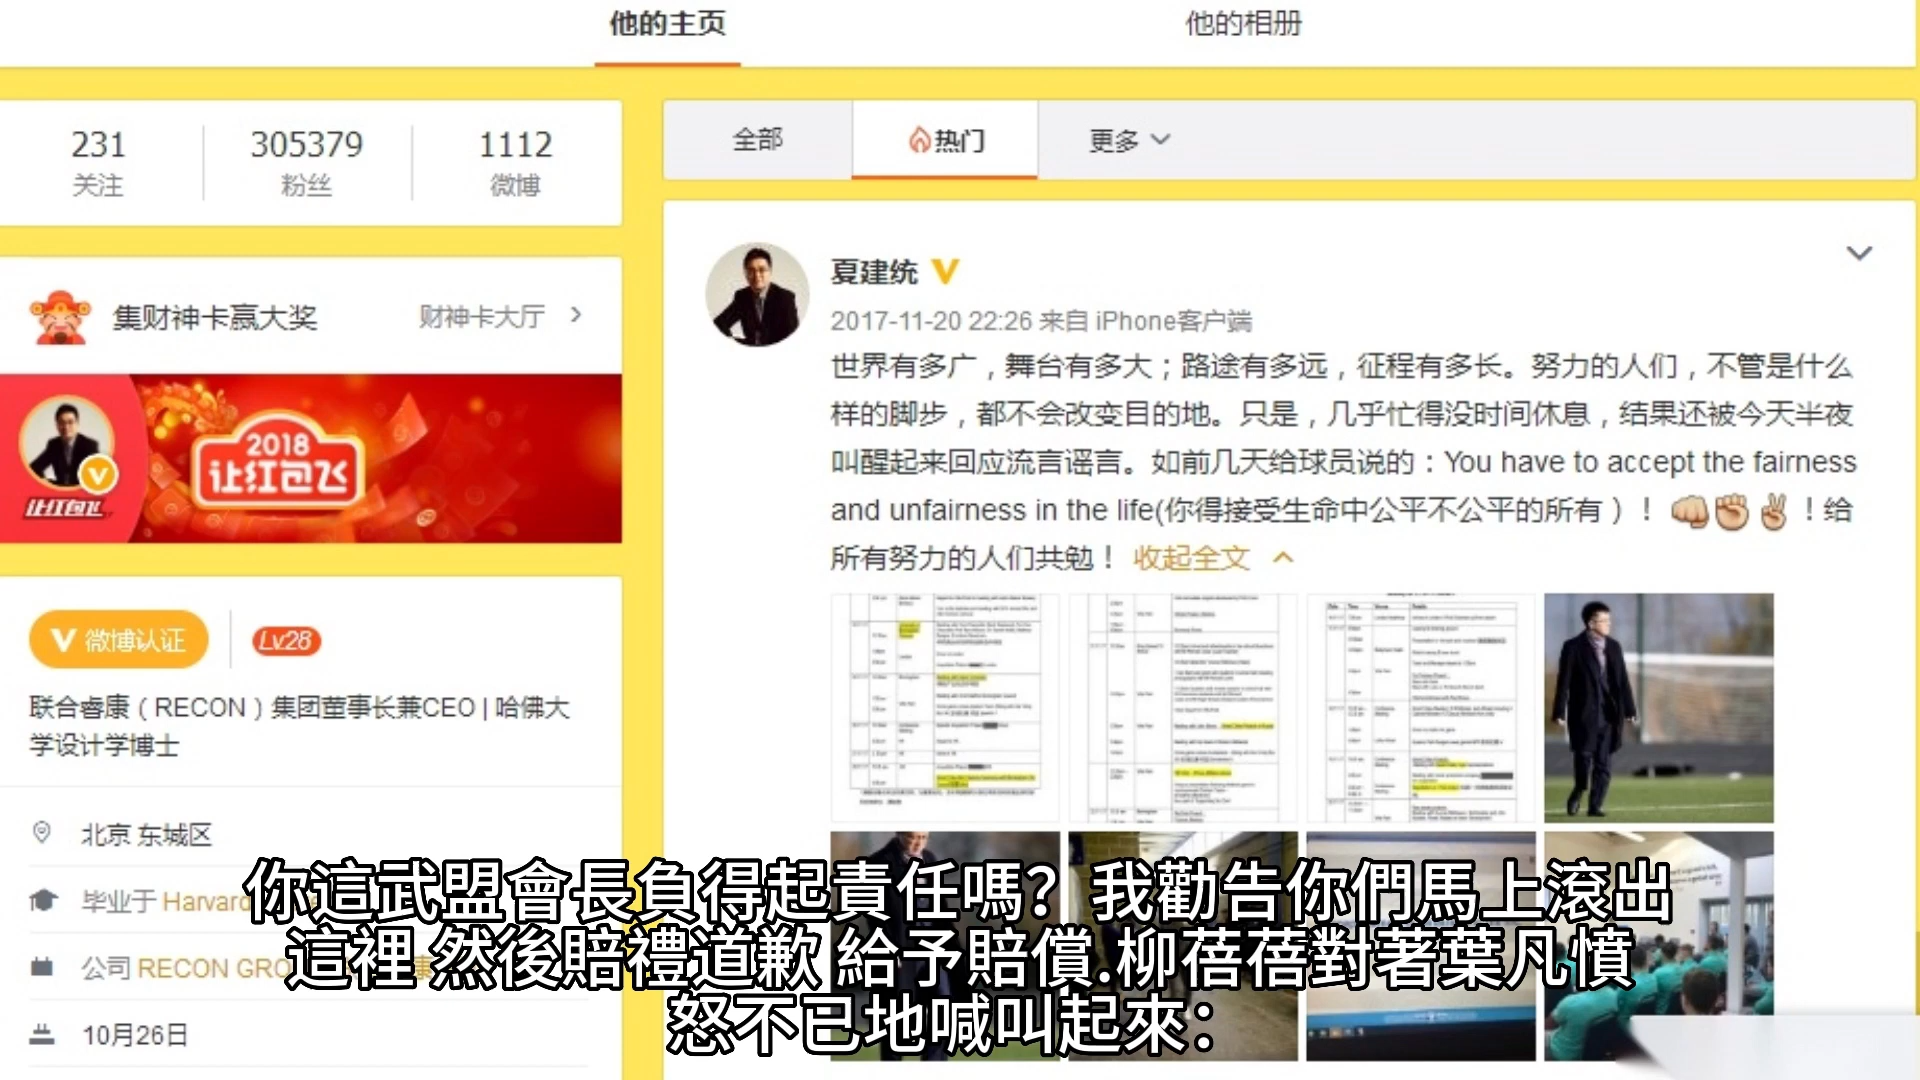 他的主页
他的相册
231
305379
1112
关注
粉丝
微博
全部
热门
更多
集财神卡赢大奖
财神卡大厅
2018
让红包飞
让红包飞
夏建统
2017-11-20 22:26 来自 iPhone客户端
世界有多广，舞台有多大；路途有多远，征程有多长。努力的人们，不管是什么
样的脚步，都不会改变目的地。只是，几乎忙得没时间休息，结果还被今天半夜
叫醒起来回应流言谣言。如前几天给球员说的：You have to accept the fairness
and unfairness in the life(你得接受生命中公平不公平的所有）！👊✊✌！给
所有努力的人们共勉！ 收起全文
微博认证
Lv28
联合睿康（RECON）集团董事长兼CEO | 哈佛大
学设计学博士
北京 东城区
毕业于 Harvard
公司 RECON GRO
10月26日
你這武盟會長負得起責任嗎？我勸告你們馬上滾出
這裡 然後賠禮道歉 給予賠償.柳蓓蓓對著葉凡憤
怒不已地喊叫起來：